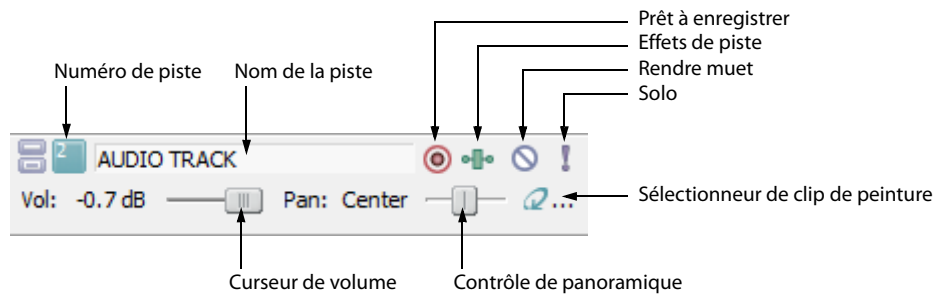 Prêt à enregistrer
Effets de piste
Numéro de piste
Nom de la piste
Rendre muet
Solo
2
AUDIO TRACK
Vol: -0.7 dB
Pan: Center
...
Sélectionneur de clip de peinture
Curseur de volume
Contrôle de panoramique